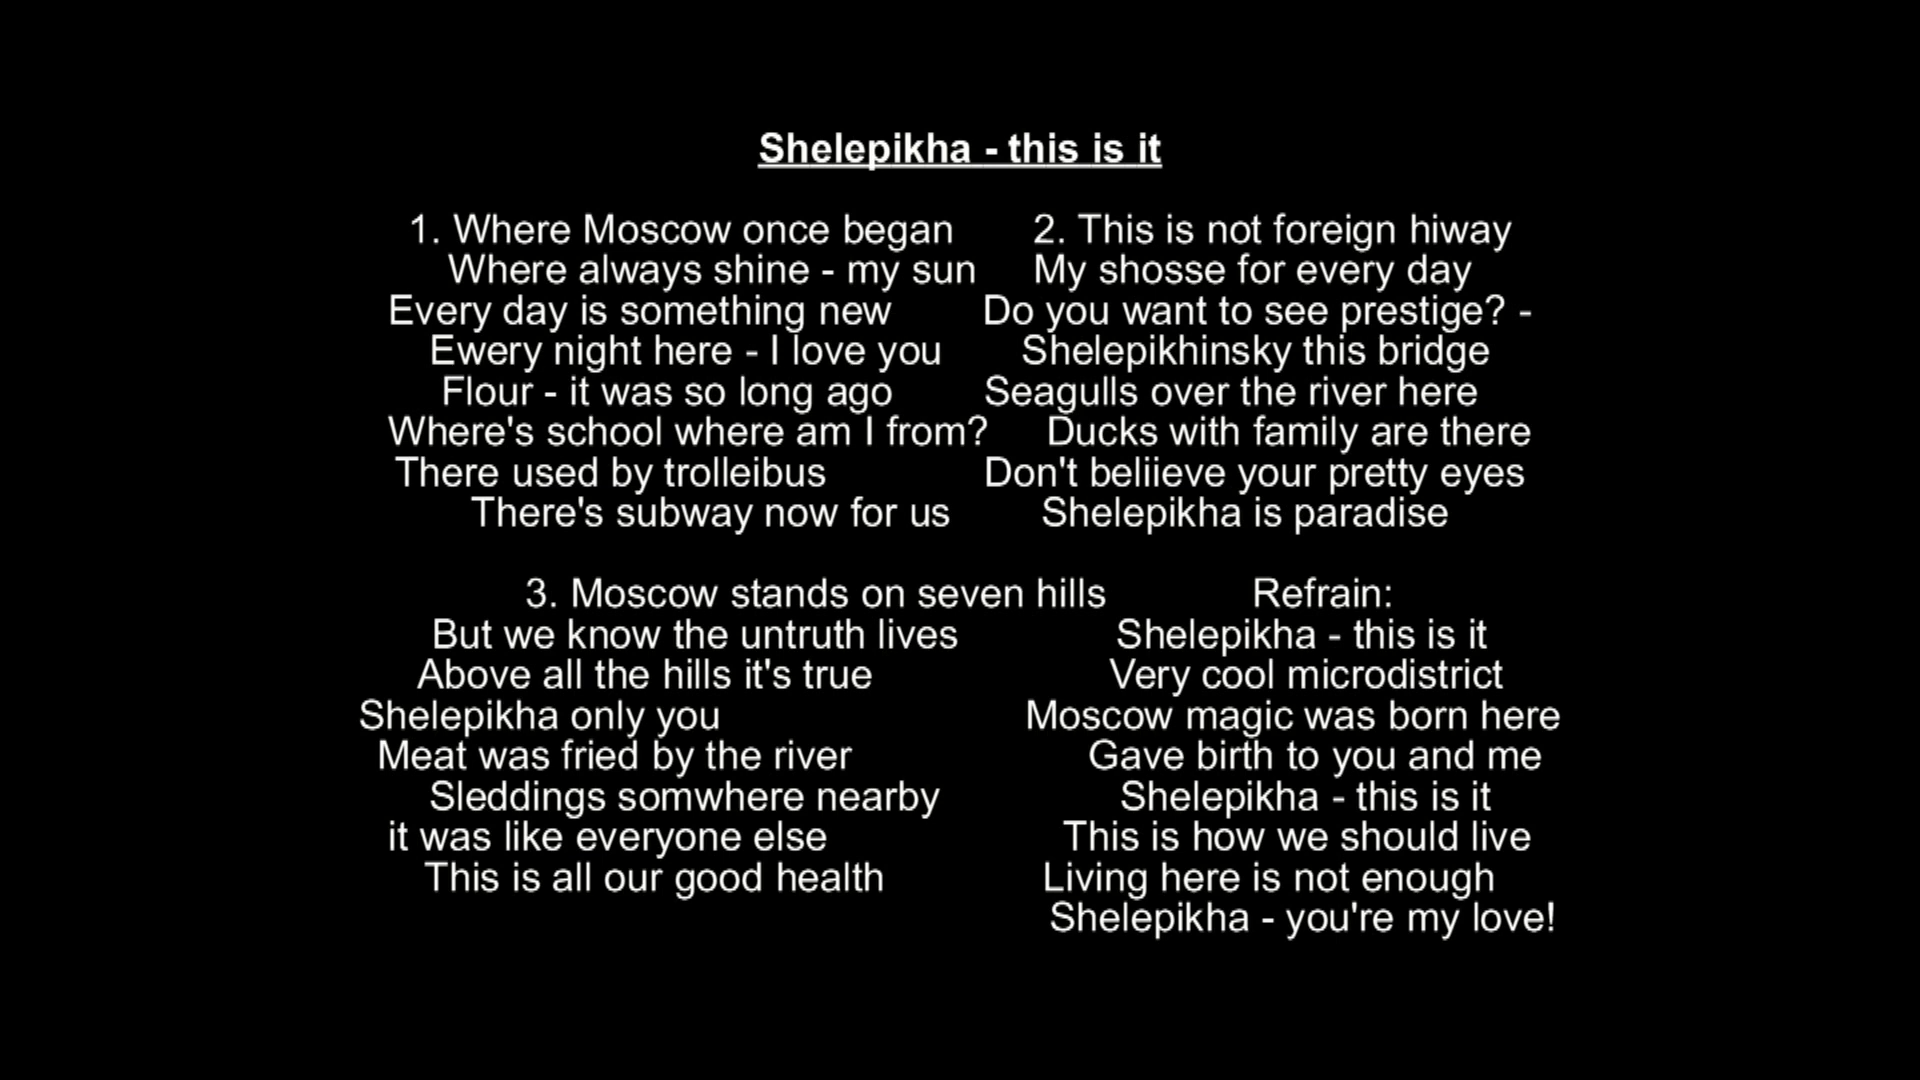 Shelepikha - this is it
1. Where Moscow once began
Where always shine - my sun
Every day is something new
Ewery night here - I love you
Flour - it was so long ago
Where's school where am I from?
There used by trolleibus
There's subway now for us
2. This is not foreign hiway
My shosse for every day
Do you want to see prestige? -
Shelepikhinsky this bridge
Seagulls over the river here
Ducks with family are there
Don't beliieve your pretty eyes
Shelepikha is paradise
3. Moscow stands on seven hills
But we know the untruth lives
Above all the hills it's true
Shelepikha only you
Meat was fried by the river
Sleddings somwhere nearby
it was like everyone else
This is all our good health
Refrain:
Shelepikha - this is it
Very cool microdistrict
Moscow magic was born here
Gave birth to you and me
Shelepikha - this is it
This is how we should live
Living here is not enough
Shelepikha - you're my love!